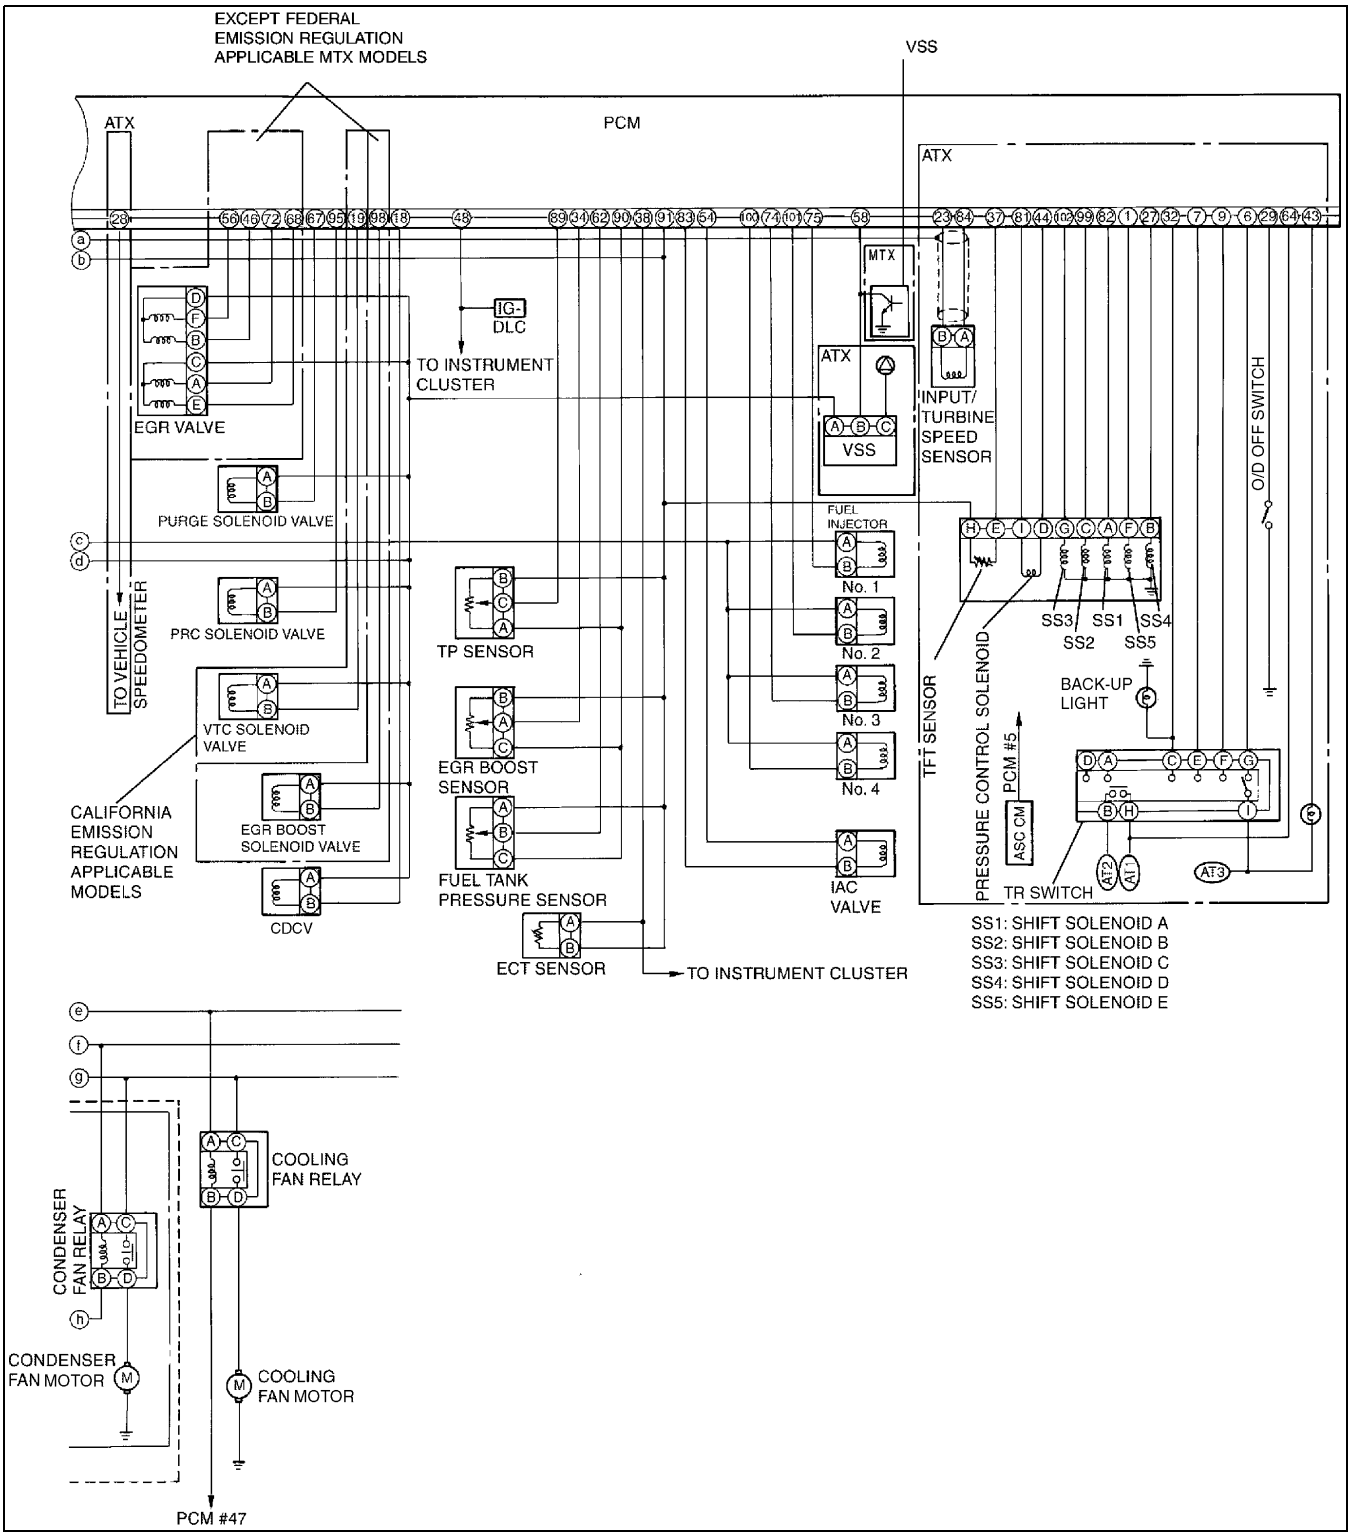 EXCEPT FEDERAL
EMISSION REGULATION
APPLICABLE MTX MODELS
VSS
ATX
PCM
ATX
28 56 46 72 68 67 95 19 98 18 48 89 34 62 90 38 91 83 54 100 74 101 75 58 23 84 37 81 44 102 99 82 1 27 32 7 9 6 29 64 43
a
b
MTX
D
F
B
C
A
E
EGR VALVE
IG-
DLC
TO INSTRUMENT
CLUSTER
ATX
A B C
VSS
B A
INPUT/
TURBINE
SPEED
SENSOR
O/D OFF SWITCH
A
B
PURGE SOLENOID VALVE
c
d
FUEL
INJECTOR
A
B
No. 1
A
B
No. 2
A
B
No. 3
A
B
No. 4
H E I D G C A F B
SS3 SS1 SS4
SS2 SS5
A
B
PRC SOLENOID VALVE
TO VEHICLE
SPEEDOMETER
B
C
A
TP SENSOR
A
B
VTC SOLENOID
VALVE
B
A
C
EGR BOOST
SENSOR
TFT SENSOR
PRESSURE CONTROL SOLENOID
PCM #5
ASC CM
BACK-UP
LIGHT
D A C E F G
B H I
AT2 AT1 AT3
TR SWITCH
CALIFORNIA
EMISSION
REGULATION
APPLICABLE
MODELS
A
B
EGR BOOST
SOLENOID VALVE
A
B
C
FUEL TANK
PRESSURE SENSOR
A
B
IAC
VALVE
A
B
CDCV
A
B
ECT SENSOR
TO INSTRUMENT CLUSTER
SS1: SHIFT SOLENOID A
SS2: SHIFT SOLENOID B
SS3: SHIFT SOLENOID C
SS4: SHIFT SOLENOID D
SS5: SHIFT SOLENOID E
e
f
g
A C
B D
COOLING
FAN RELAY
CONDENSER
FAN RELAY
A C
B D
h
CONDENSER
FAN MOTOR
M
M
COOLING
FAN MOTOR
PCM #47